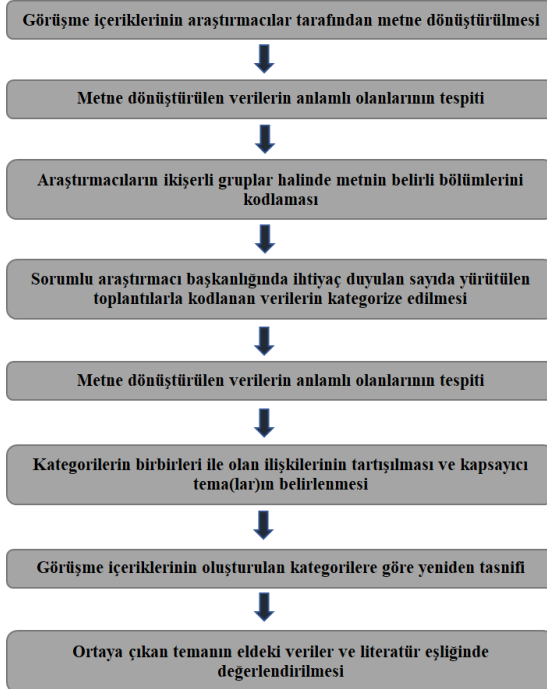 Görüşme içeriklerinin araştırmacılar tarafından metne dönüştürülmesi
Metne dönüştürülen verilerin anlamlı olanlarının tespiti
Araştırmacıların ikişerli gruplar halinde metnin belirli bölümlerini
kodlaması
Sorumlu araştırmacı başkanlığında ihtiyaç duyulan sayıda yürütülen
toplantılarla kodlanan verilerin kategorize edilmesi
Metne dönüştürülen verilerin anlamlı olanlarının tespiti
Kategorilerin birbirleri ile olan ilişkilerinin tartışılması ve kapsayıcı
tema(lar)ın belirlenmesi
Görüşme içeriklerinin oluşturulan kategorilere göre yeniden tasnifi
Ortaya çıkan temanın eldeki veriler ve literatür eşliğinde
değerlendirilmesi